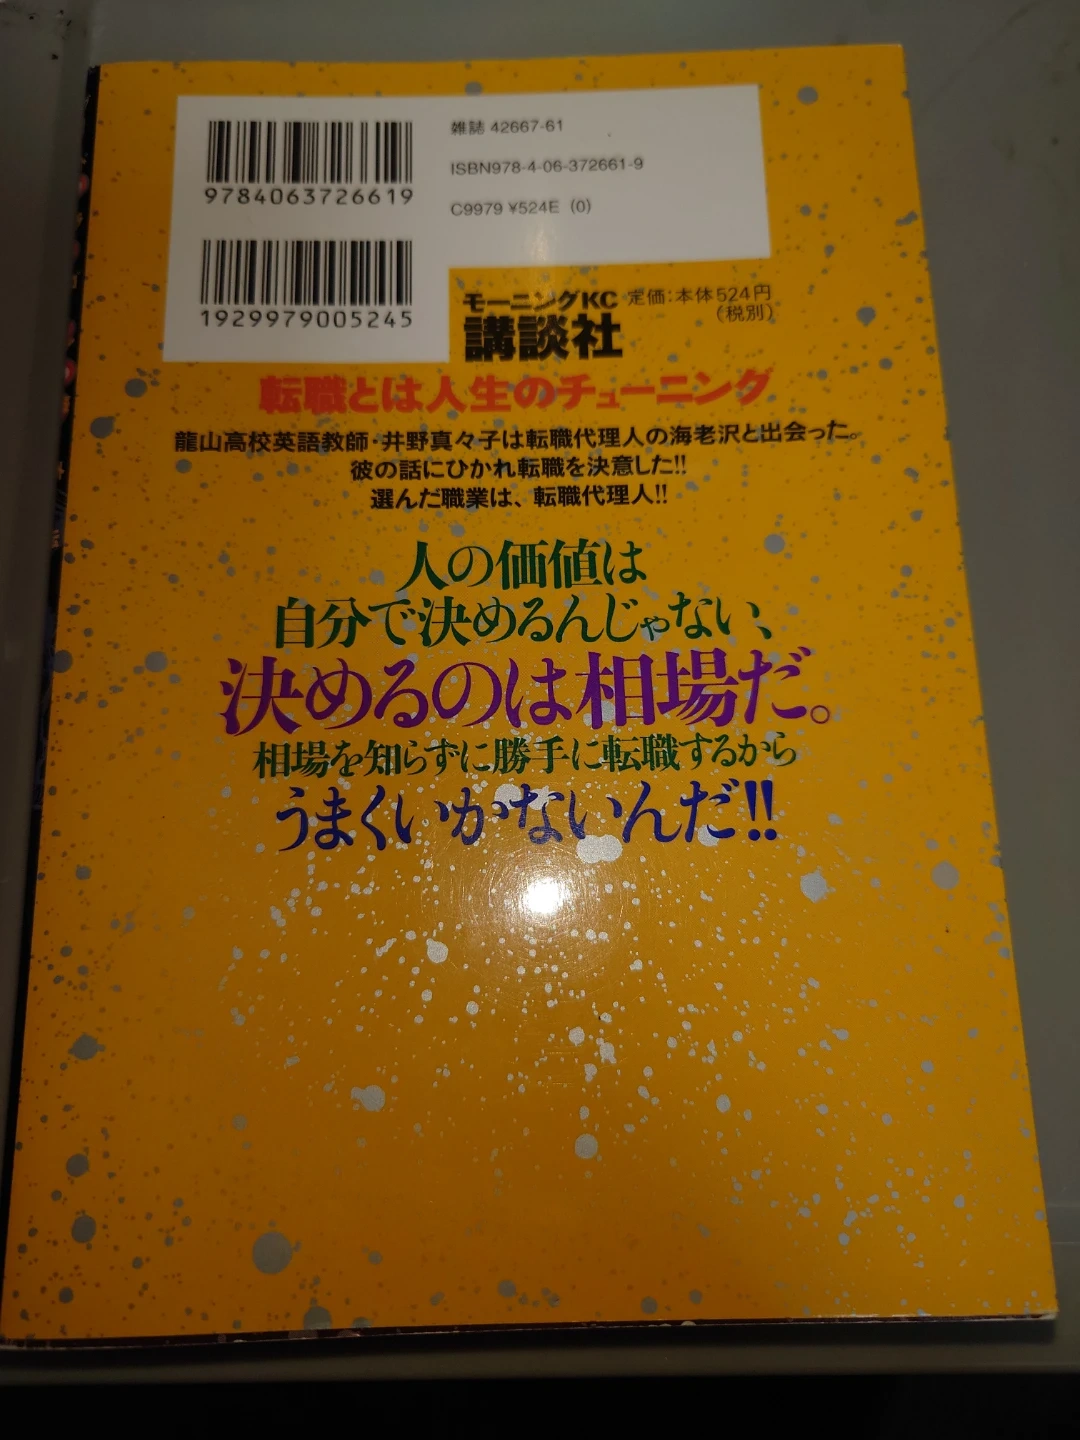 9784063726619
雑誌 42667-61
ISBN978-4-06-372661-9
C9979 ¥524E (0)
1929979005245
モーニングKC
講談社
定価:本体524円
(税別)
転職とは人生のチューニング
龍山高校英語教師・井野真々子は転職代理人の海老沢と出会った。
彼の話にひかれ転職を決意した!!
選んだ職業は、転職代理人!!
人の価値は
自分で決めるんじゃない、
決めるのは相場だ。
相場を知らずに勝手に転職するから
うまくいかないんだ!!